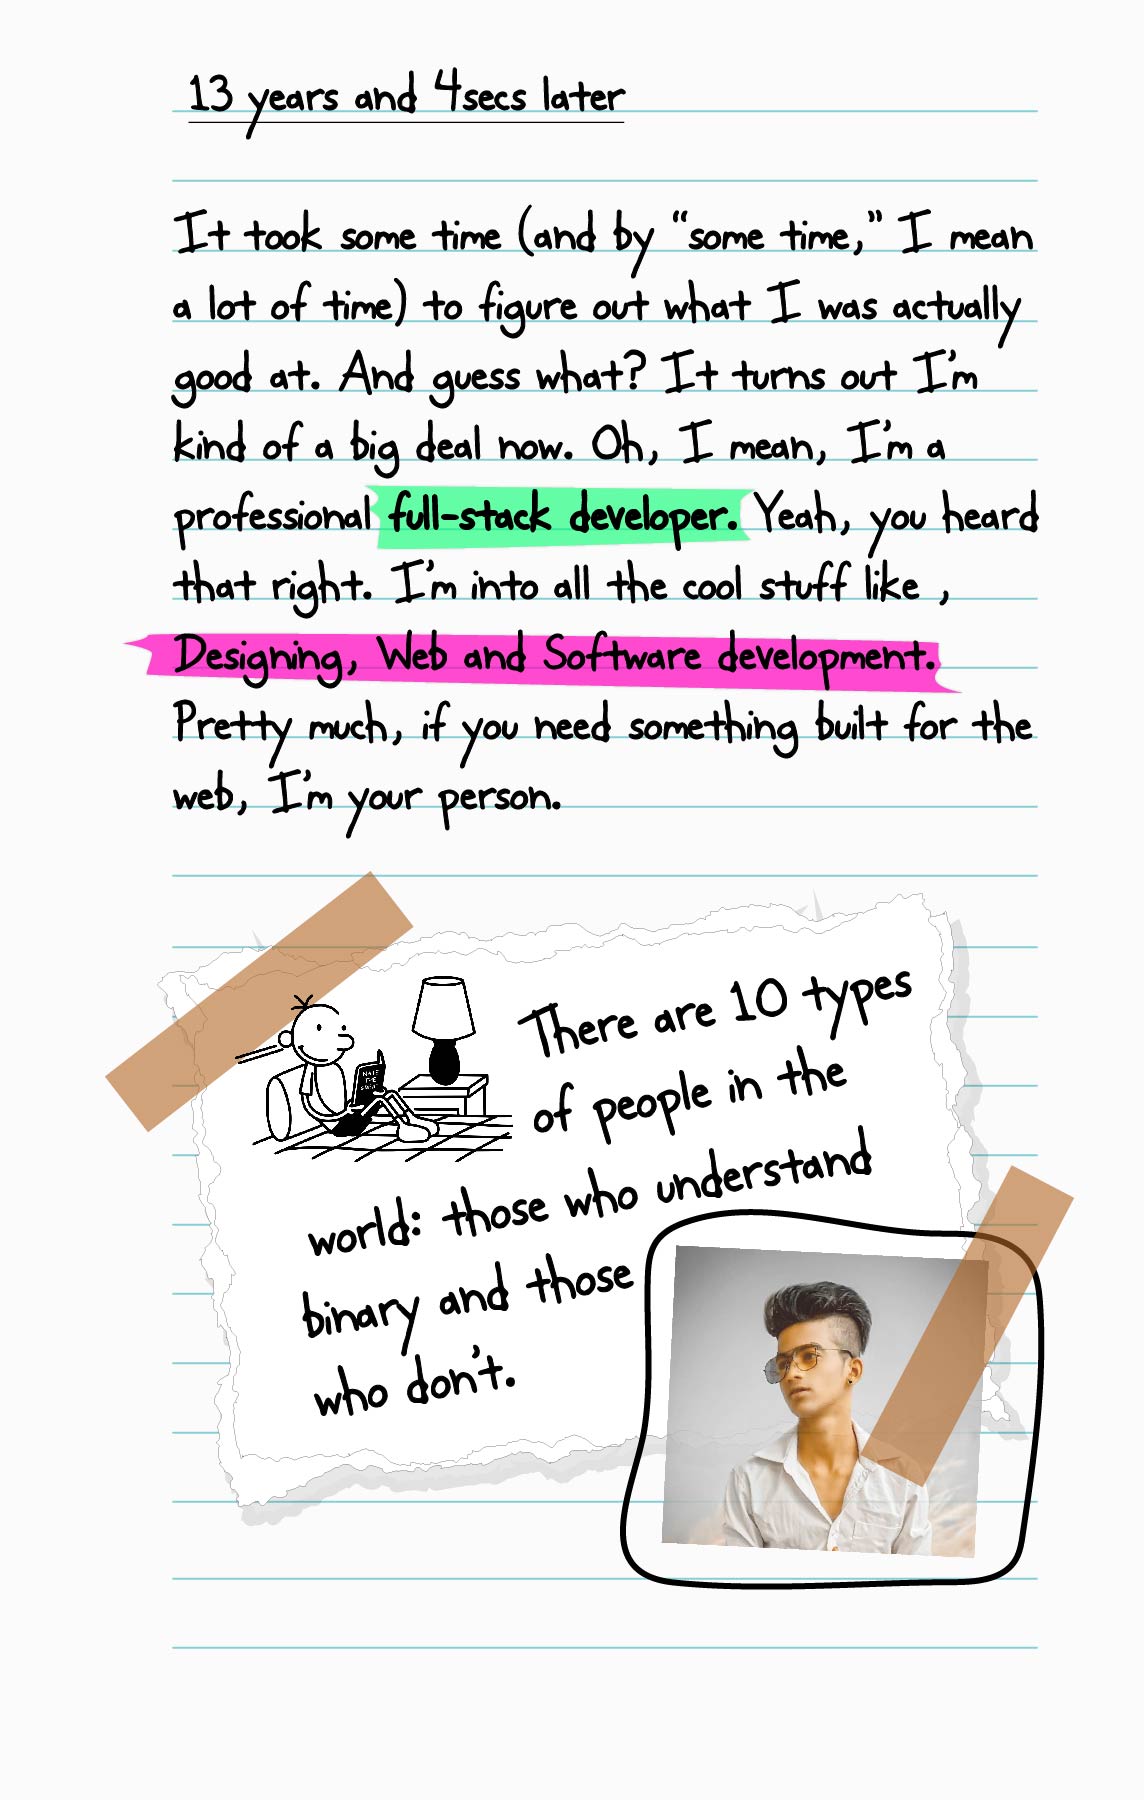 13 years and 4secs later
It took some time (and by “some time,” I mean
a lot of time) to figure out what I was actually
good at. And guess what? It turns out I'm
kind of a big deal now. Oh, I mean, I'm a
professional full-stack developer. Yeah, you heard
that right. I'm into all the cool stuff like ,
Designing, Web and Software development.
Pretty much, if you need something built for the
web, I'm your person.
There are 10 types
of people in the
world: those who understand
binary and those
who don't.